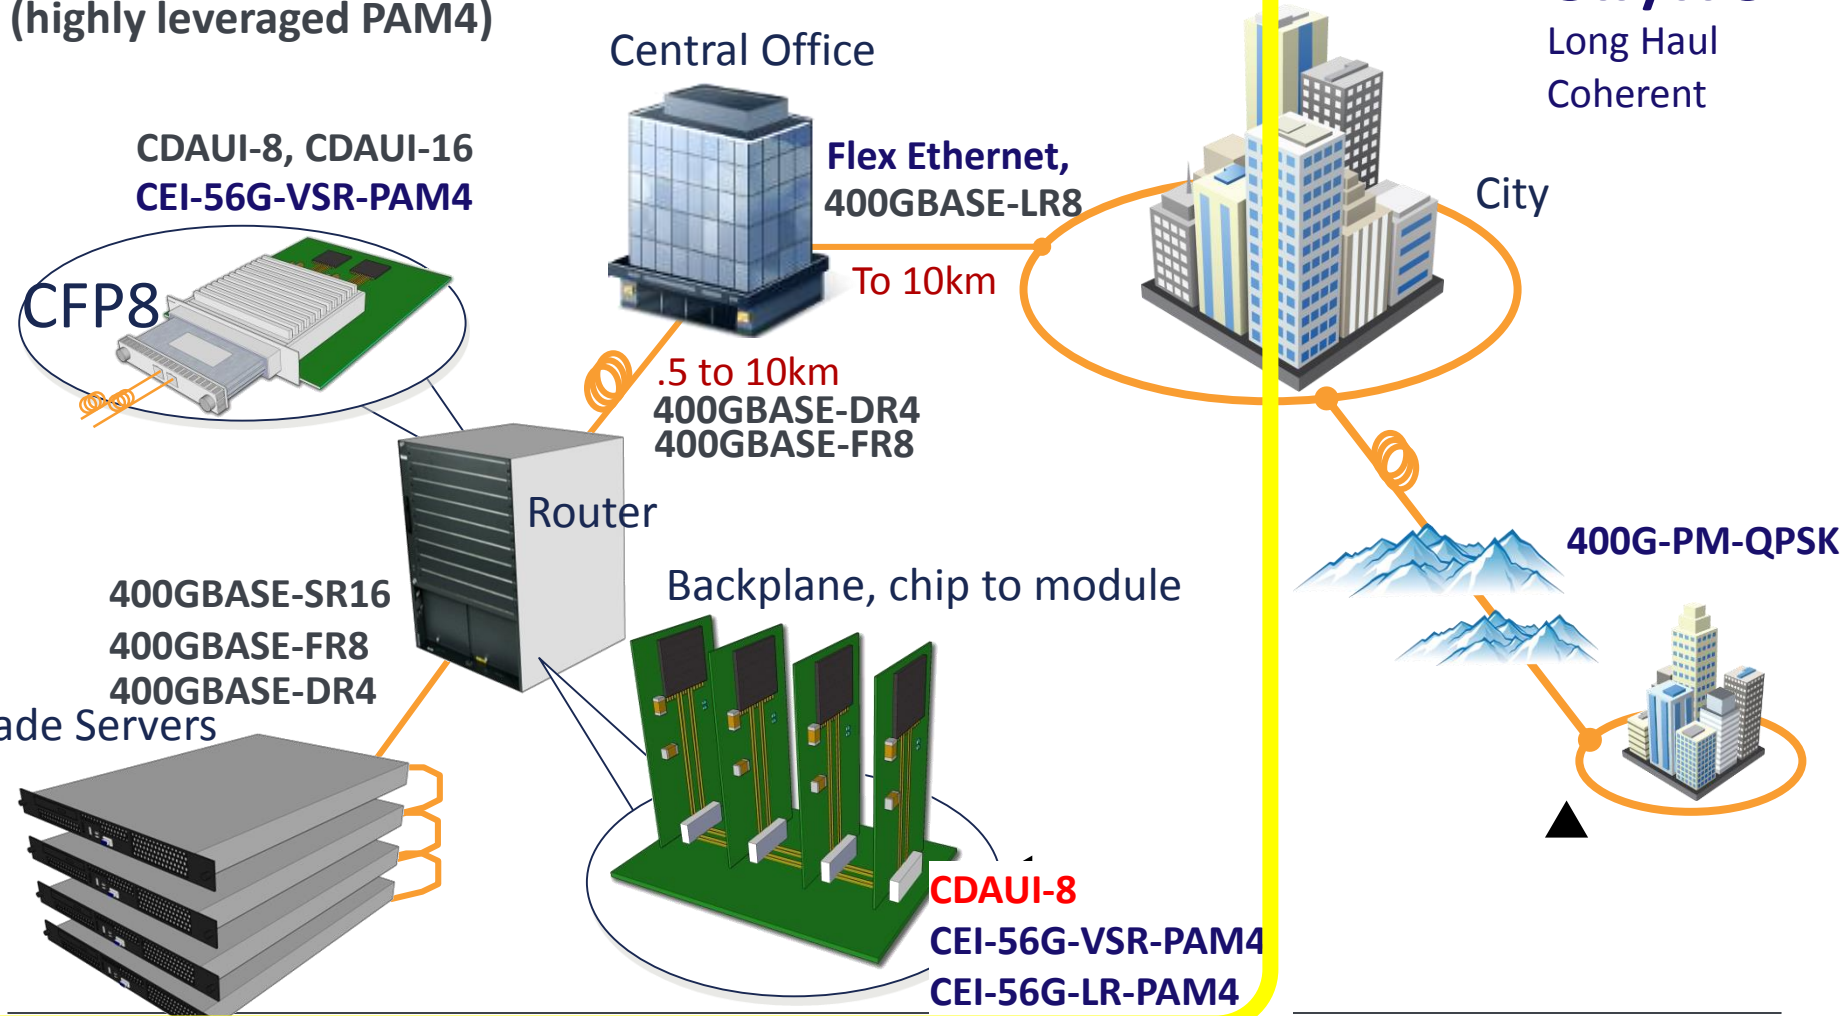 (highly leveraged PAM4)
Central Office
Long Haul
Coherent
CDAUI-8, CDAUI-16
CEI-56G-VSR-PAM4
Flex Ethernet,
400GBASE-LR8
City
To 10km
CFP8
.5 to 10km
400GBASE-DR4
400GBASE-FR8
Router
400G-PM-QPSK
Backplane, chip to module
400GBASE-SR16
400GBASE-FR8
400GBASE-DR4
ade Servers
CDAUI-8
CEI-56G-VSR-PAM4
CEI-56G-LR-PAM4